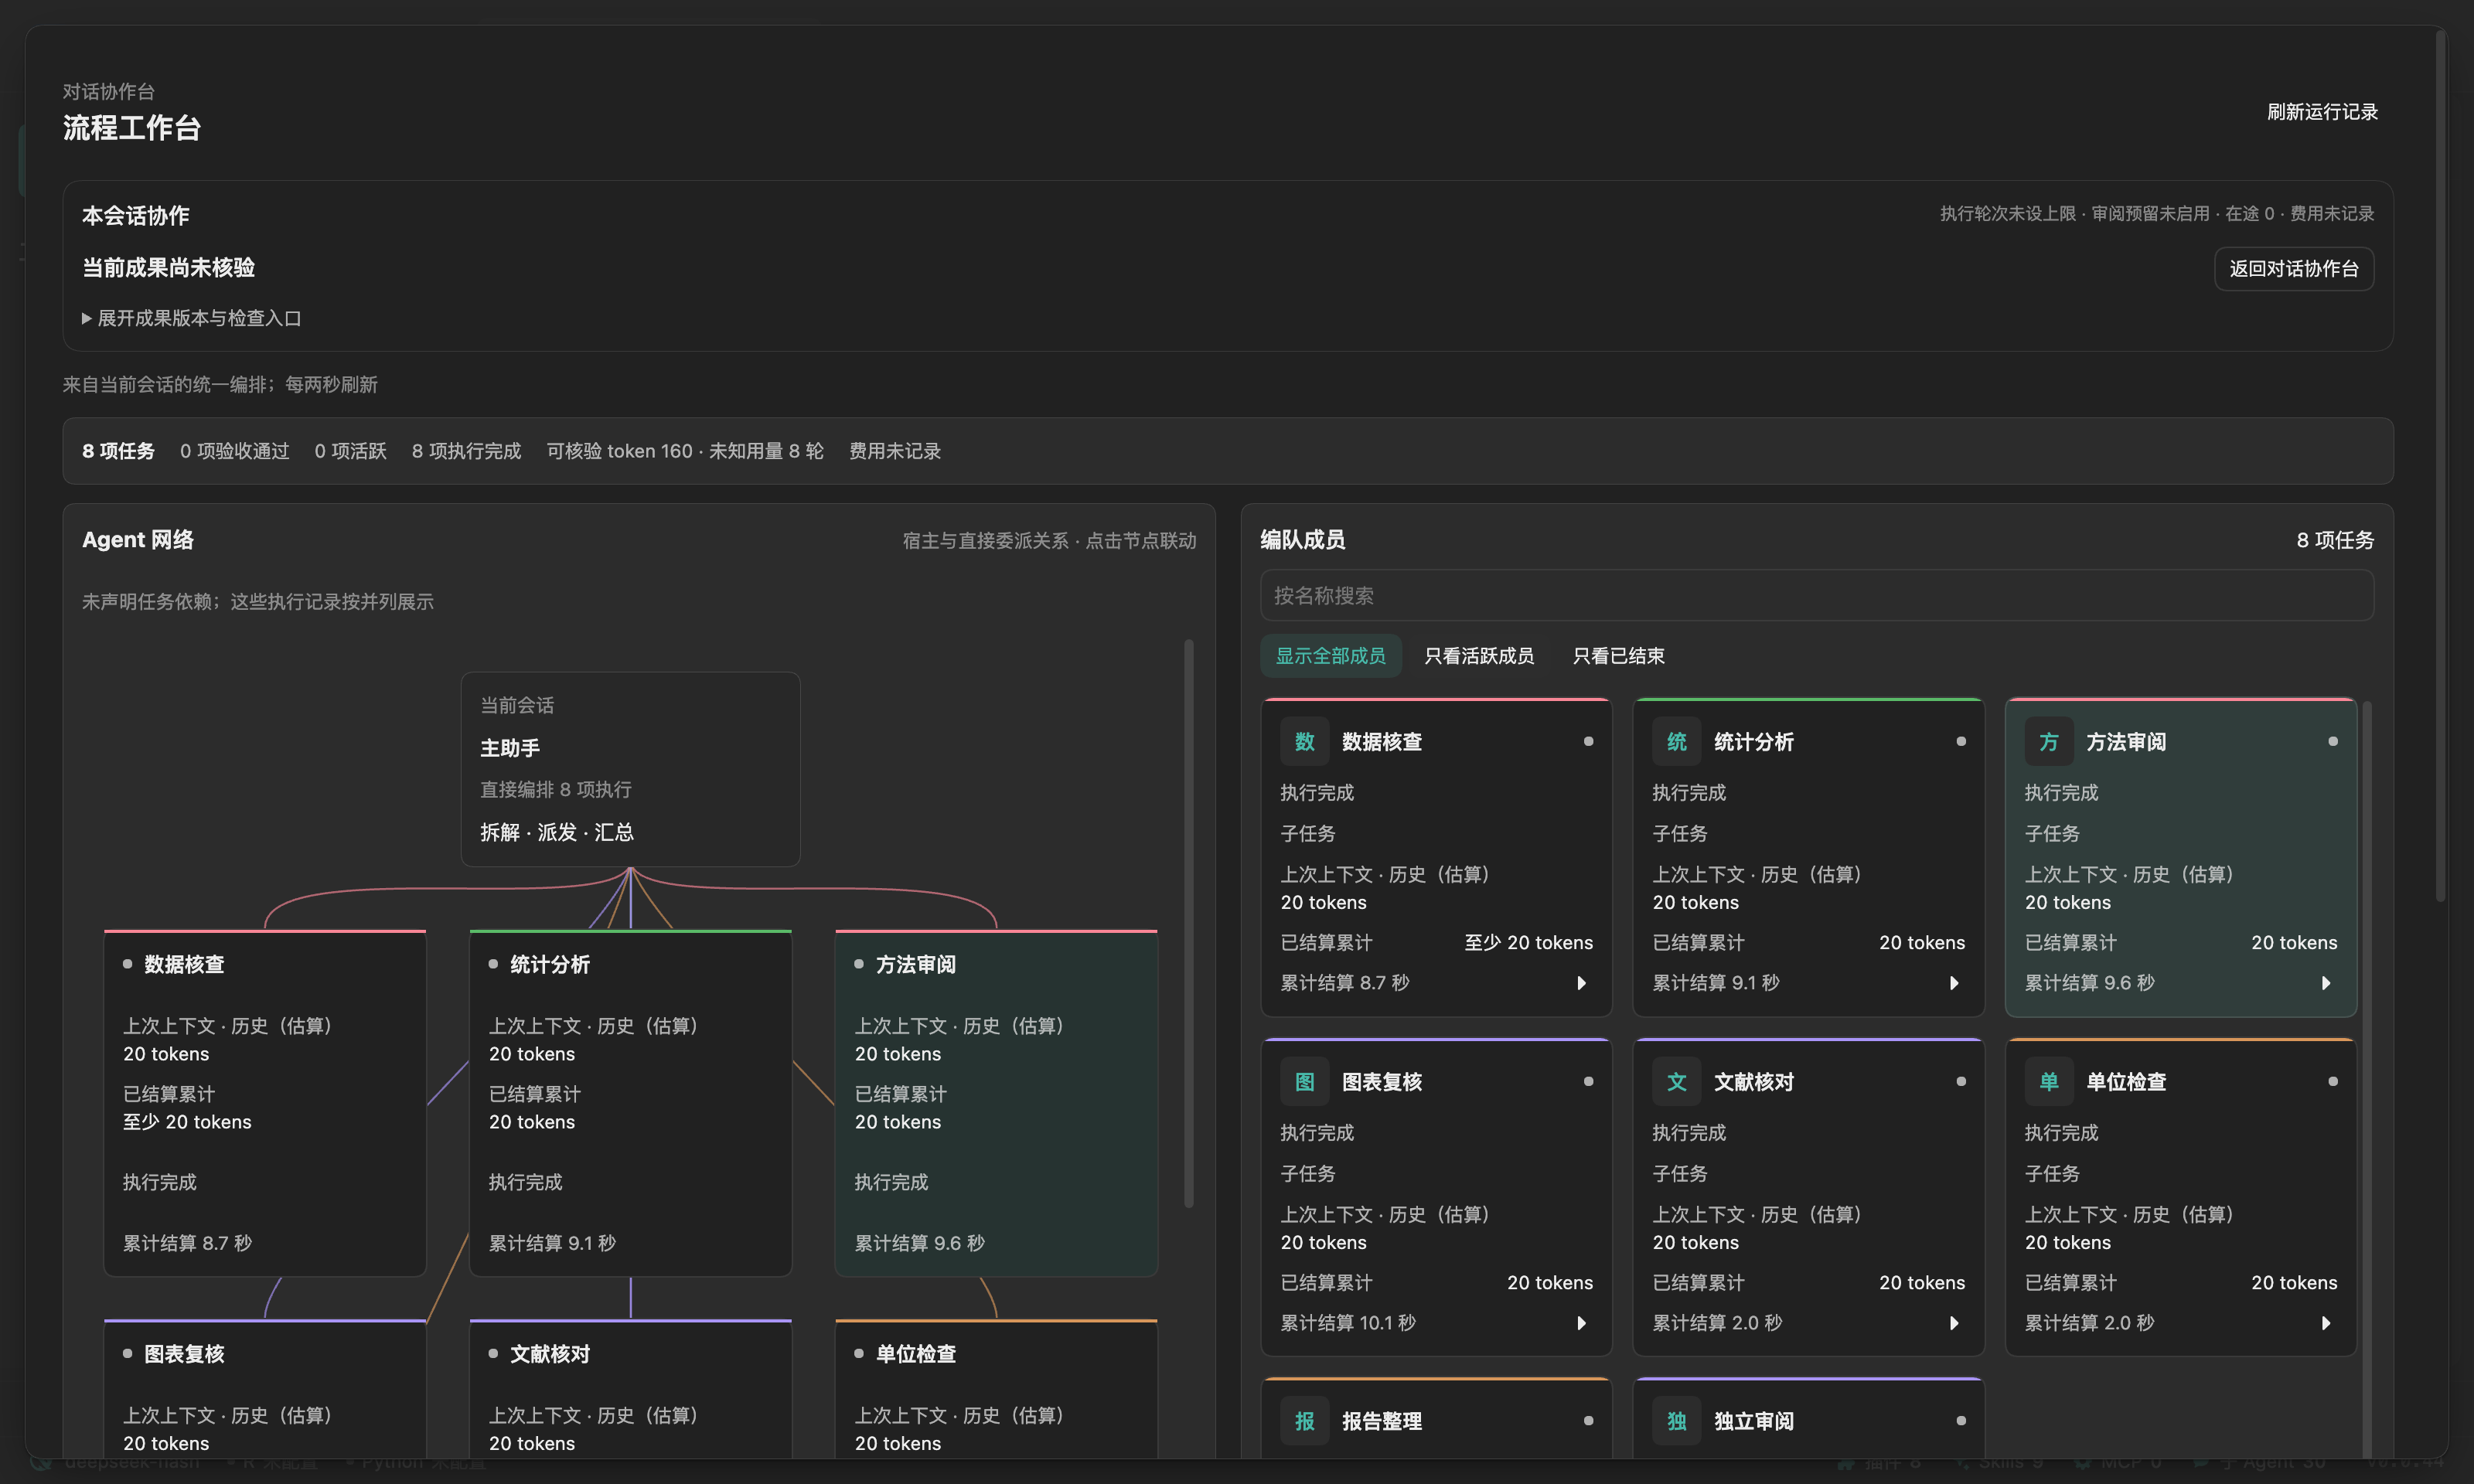 对话协作台
流程工作台
刷新运行记录
本会话协作
执行轮次未设上限 · 审阅预留未启用 · 在途 0 · 费用未记录
当前成果尚未核验
返回对话协作台
展开成果版本与检查入口
来自当前会话的统一编排；每两秒刷新
8 项任务 0 项验收通过 0 项活跃 8 项执行完成 可核验 token 160 · 未知用量 8 轮 费用未记录
Agent 网络
宿主与直接委派关系 · 点击节点联动
未声明任务依赖；这些执行记录按并列展示
当前会话
主助手
直接编排 8 项执行
拆解 · 派发 · 汇总
数据核查
上次上下文 · 历史（估算）
20 tokens
已结算累计
至少 20 tokens
执行完成
累计结算 8.7 秒
统计分析
上次上下文 · 历史（估算）
20 tokens
已结算累计
20 tokens
执行完成
累计结算 9.1 秒
方法审阅
上次上下文 · 历史（估算）
20 tokens
已结算累计
20 tokens
执行完成
累计结算 9.6 秒
图表复核
上次上下文 · 历史（估算）
20 tokens
文献核对
上次上下文 · 历史（估算）
20 tokens
单位检查
上次上下文 · 历史（估算）
20 tokens
编队成员
8 项任务
按名称搜索
显示全部成员 只看活跃成员 只看已结束
数 数据核查
执行完成
子任务
上次上下文 · 历史（估算）
20 tokens
已结算累计 至少 20 tokens
累计结算 8.7 秒
统 统计分析
执行完成
子任务
上次上下文 · 历史（估算）
20 tokens
已结算累计 20 tokens
累计结算 9.1 秒
方 方法审阅
执行完成
子任务
上次上下文 · 历史（估算）
20 tokens
已结算累计 20 tokens
累计结算 9.6 秒
图 图表复核
执行完成
子任务
上次上下文 · 历史（估算）
20 tokens
已结算累计 20 tokens
累计结算 10.1 秒
文 文献核对
执行完成
子任务
上次上下文 · 历史（估算）
20 tokens
已结算累计 20 tokens
累计结算 2.0 秒
单 单位检查
执行完成
子任务
上次上下文 · 历史（估算）
20 tokens
已结算累计 20 tokens
累计结算 2.0 秒
报 报告整理
独 独立审阅